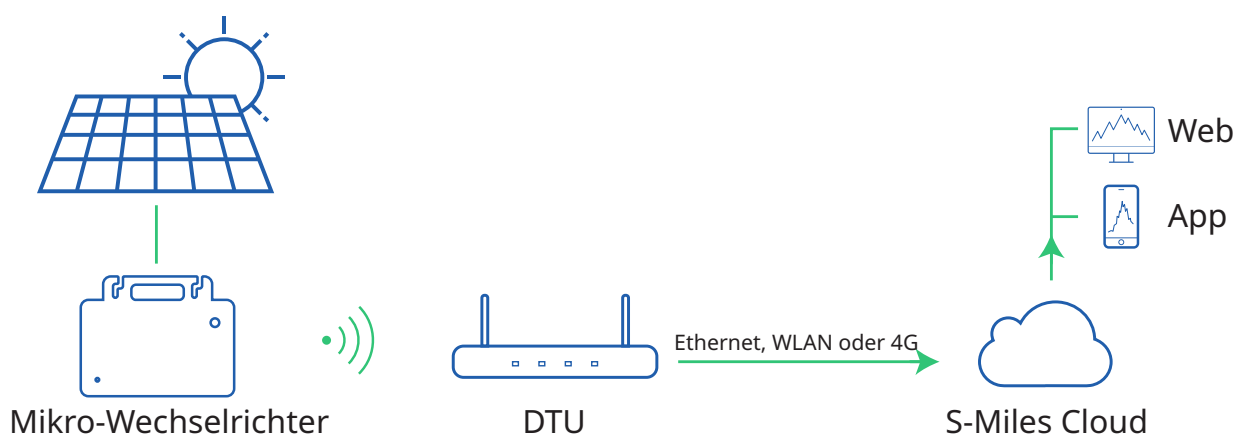 Web
App
Ethernet, WLAN oder 4G
Mikro-Wechselrichter
DTU
S-Miles Cloud